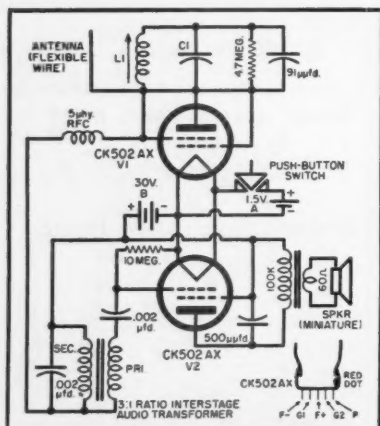 ANTENNA
(FLEXIBLE
WIRE)
L1
C1
4.7 MEG.
91μμfd.
5μhy.
RFC
CK502 AX
V1
PUSH-BUTTON
SWITCH
30V.
B
+
-
+
1.5V.
A
-
10 MEG.
.002
μfd.
100K
60Ω
SPKR
(MINIATURE)
CK502 AX
V2
500μμfd.
SEC.
PRI.
.002
μfd.
3:1 RATIO INTERSTAGE
AUDIO TRANSFORMER
CK502AX
RED
DOT
F- G1 F+ G2 P